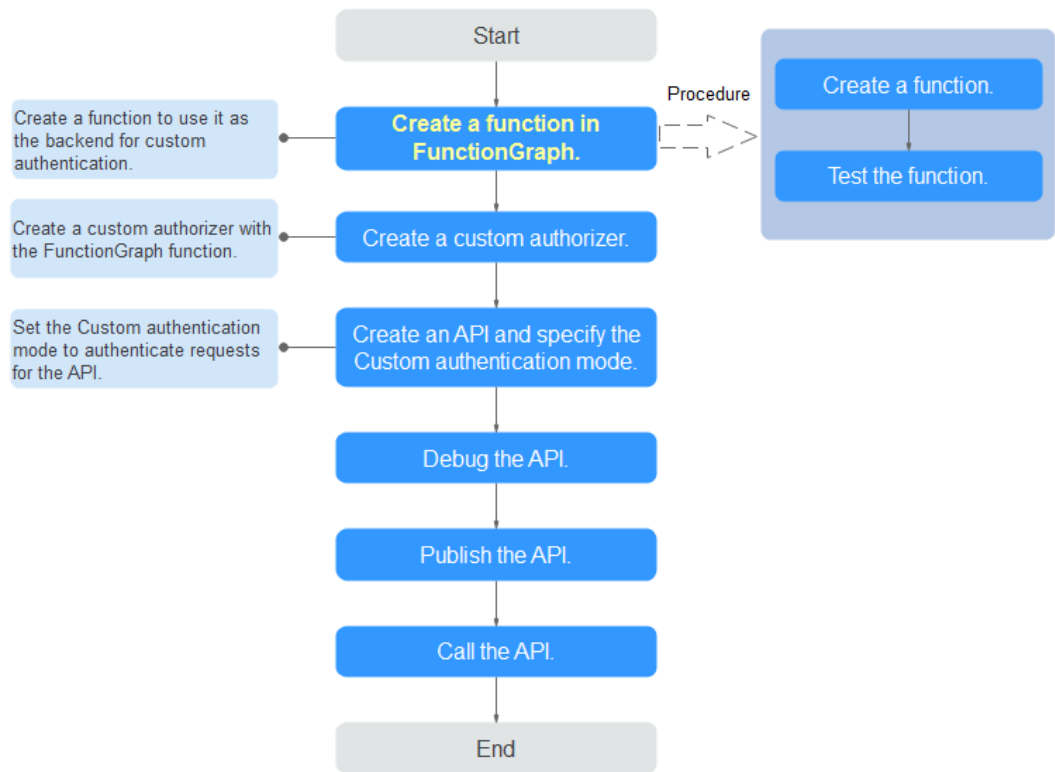 Start
Procedure
Create a function.
Test the function.
Create a function to use it as
the backend for custom
authentication.
Create a function in
FunctionGraph.
Create a custom authorizer with
the FunctionGraph function.
Create a custom authorizer.
Set the Custom authentication
mode to authenticate requests
for the API.
Create an API and specify the
Custom authentication mode.
Debug the API.
Publish the API.
Call the API.
End